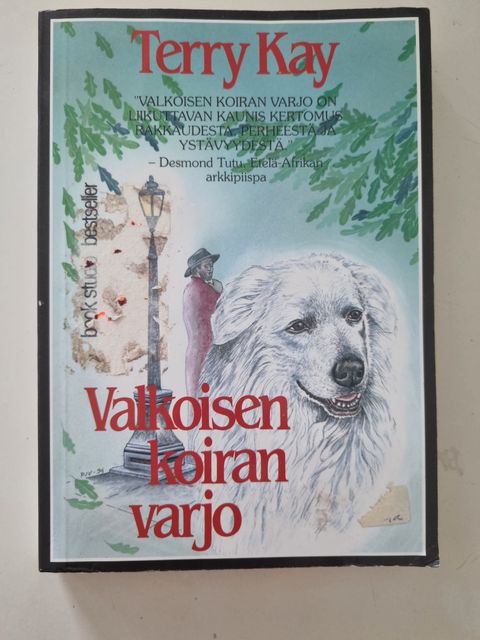 Terry Kay
"VALKOISEN KOIRAN VARJO ON
LIIKUTTAVAN KAUNIS KERTOMUS
RAKKAUDESTA, PERHEESTÄ JA
YSTÄVYYDESTÄ."
– Desmond Tutu, Etelä-Afrikan
arkkipiispa
book studio bestseller
Valkoisen
koiran
varjo